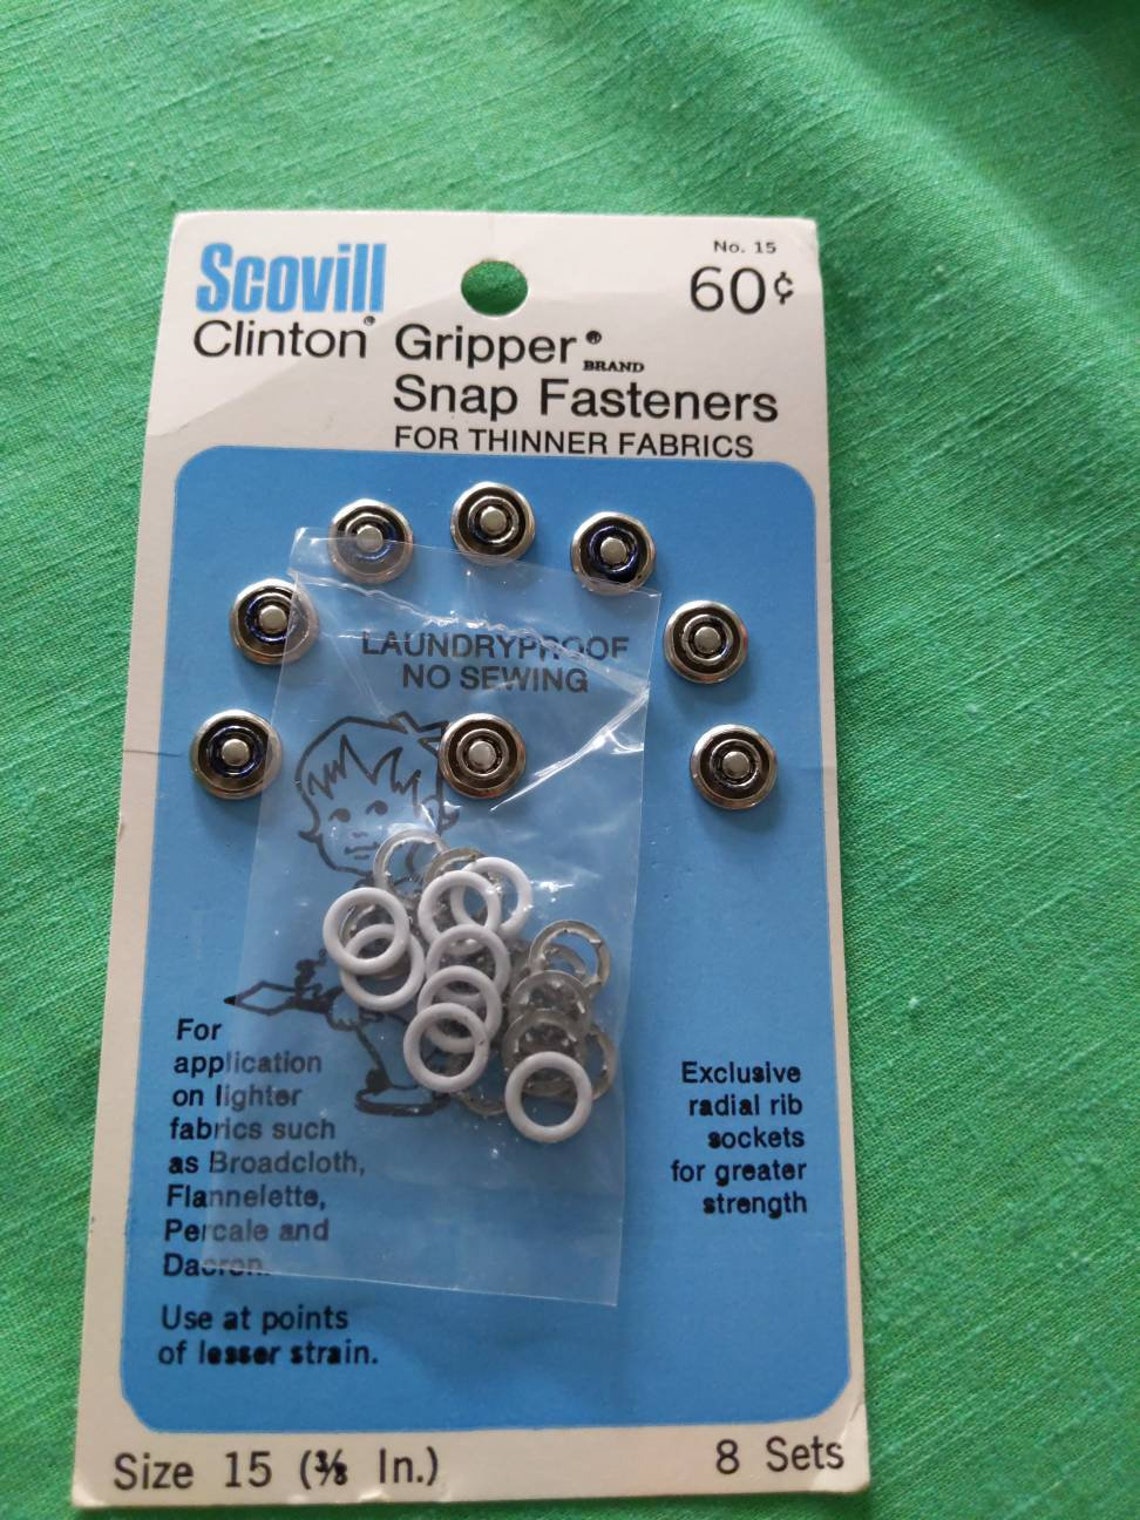 Scovill
No. 15
60¢
Clinton® Gripper®
BRAND
Snap Fasteners
FOR THINNER FABRICS
LAUNDRYPROOF
NO SEWING
For
application
on lighter
fabrics such
as Broadcloth,
Flannelette,
Percale and
Dacron.
Use at points
of lesser strain.
Exclusive
radial rib
sockets
for greater
strength
Size 15 (⅜ In.)
8 Sets